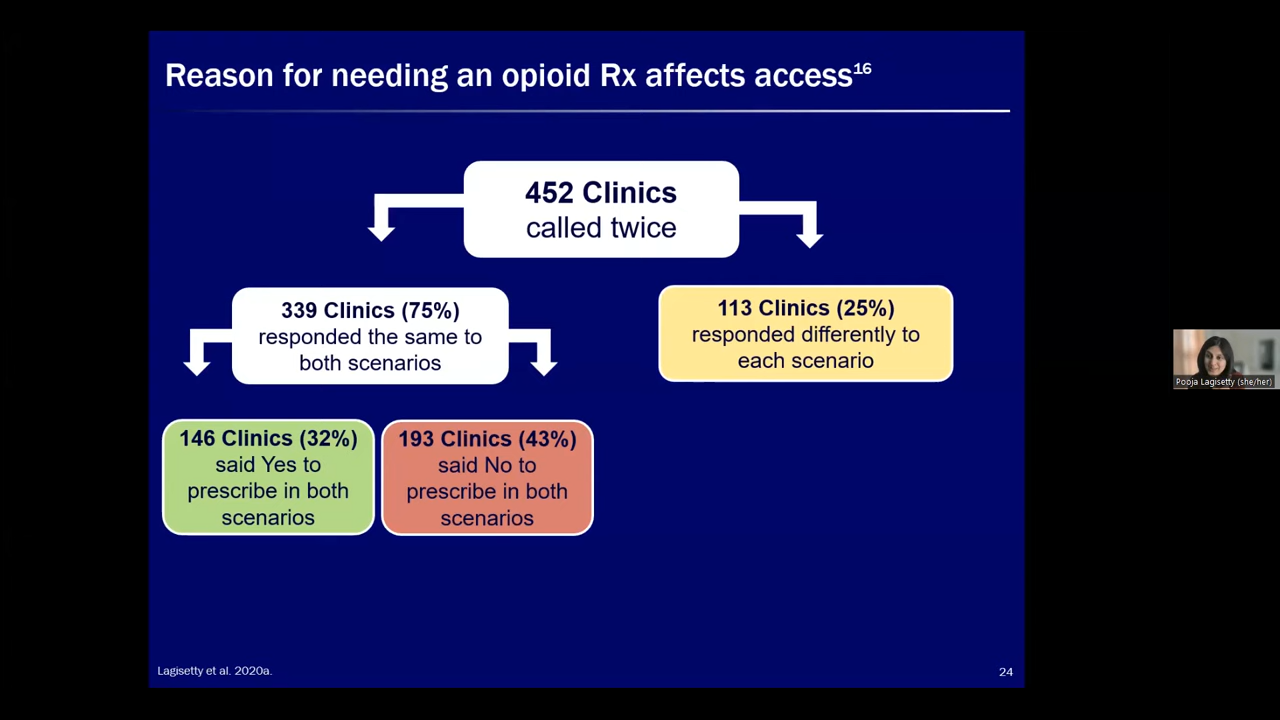 Reason for needing an opioid Rx affects access16
452 Clinics
called twice
339 Clinics (75%)
responded the same to
both scenarios
113 Clinics (25%)
responded differently to
each scenario
146 Clinics (32%)
said Yes to
prescribe in both
scenarios
193 Clinics (43%)
said No to
prescribe in both
scenarios
Pooja Lagisetty (she/her)
Lagisetty et al. 2020a.
24